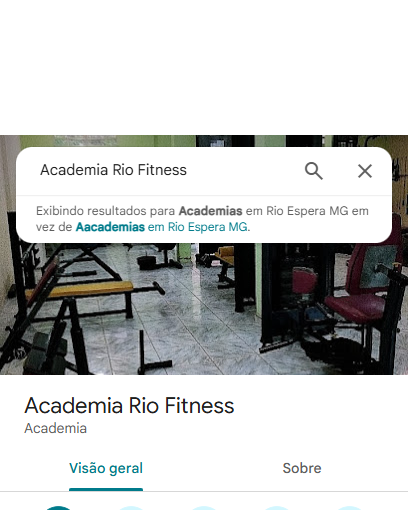 Academia Rio Fitness
Exibindo resultados para Academias em Rio Espera MG em
vez de Aacademias em Rio Espera MG.
Academia Rio Fitness
Academia
Visão geral
Sobre